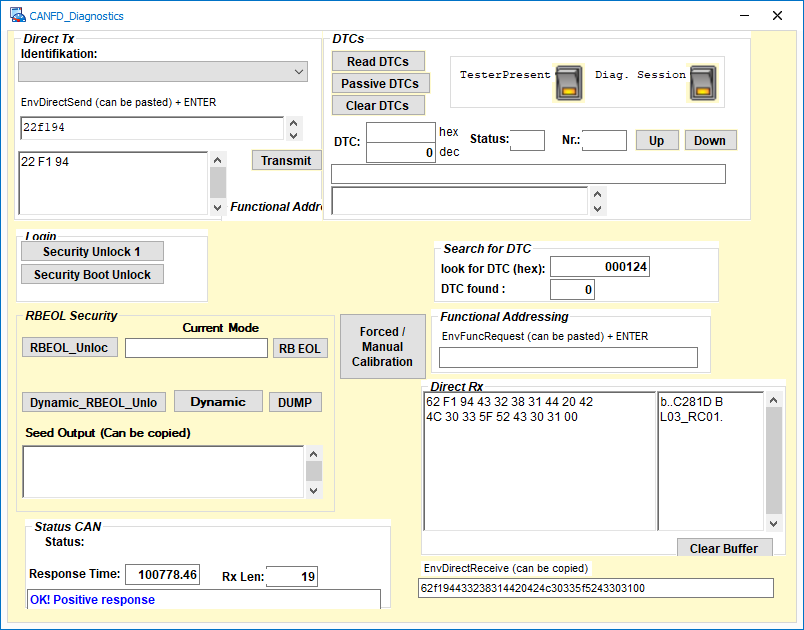 CANFD_Diagnostics
Direct Tx
Identifikation:
EnvDirectSend (can be pasted) + ENTER
22f194
22 F1 94
Transmit
Functional Addr
DTCs
Read DTCs
Passive DTCs
Clear DTCs
TesterPresent
Diag. Session
DTC:
hex
0
dec
Status:
Nr.:
Up
Down
Login
Security Unlock 1
Security Boot Unlock
Search for DTC
look for DTC (hex):
000124
DTC found :
0
RBEOL Security
Current Mode
RBEOL_Unloc
RB EOL
Dynamic_RBEOL_Unlo
Dynamic
DUMP
Seed Output (Can be copied)
Forced /
Manual
Calibration
Functional Addressing
EnvFuncRequest (can be pasted) + ENTER
Direct Rx
62 F1 94 43 32 38 31 44 20 42
4C 30 33 5F 52 43 30 31 00
b..C281D B
L03_RC01.
Clear Buffer
EnvDirectReceive (can be copied)
62f194433238314420424c30335f5243303100
Status CAN
Status:
Response Time:
100778.46
Rx Len:
19
OK! Positive response